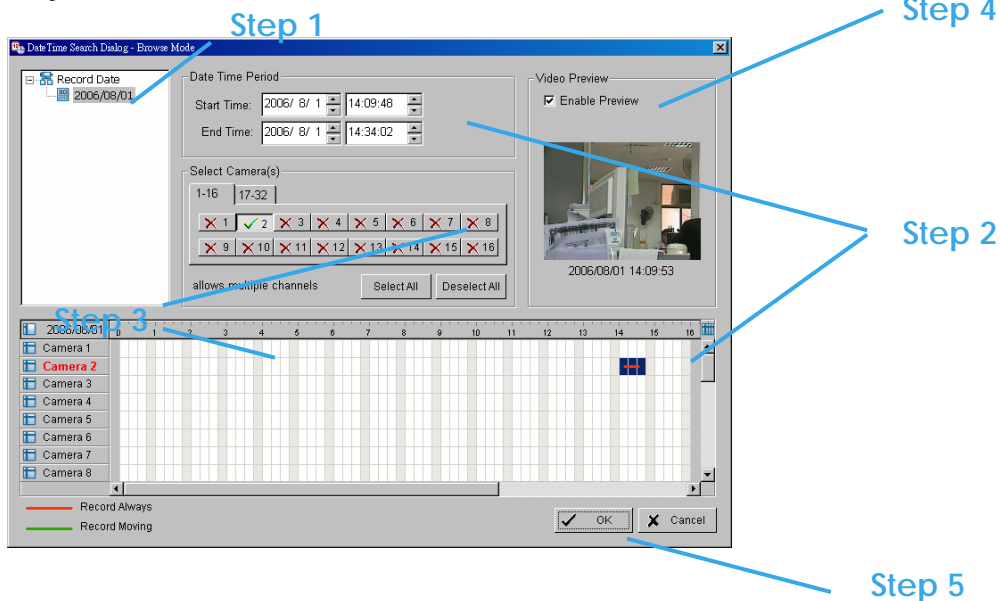 Step 4
Step 1
DateTime Search Dialog - Browse Mode
Record Date
2006/08/01
Date Time Period
Start Time: 2006/ 8/ 1 14:09:48
End Time: 2006/ 8/ 1 14:34:02
Video Preview
Enable Preview
2006/08/01 14:09:53
Select Camera(s)
1-16 17-32
1 2 3 4 5 6 7 8
9 10 11 12 13 14 15 16
allows multiple channels Select All Deselect All
Step 2
Step 3
2006/08/01 0 2 3 4 5 6 7 8 9 10 11 12 13 14 15 16
Camera 1
Camera 2
Camera 3
Camera 4
Camera 5
Camera 6
Camera 7
Camera 8
Record Always
Record Moving
OK Cancel
Step 5